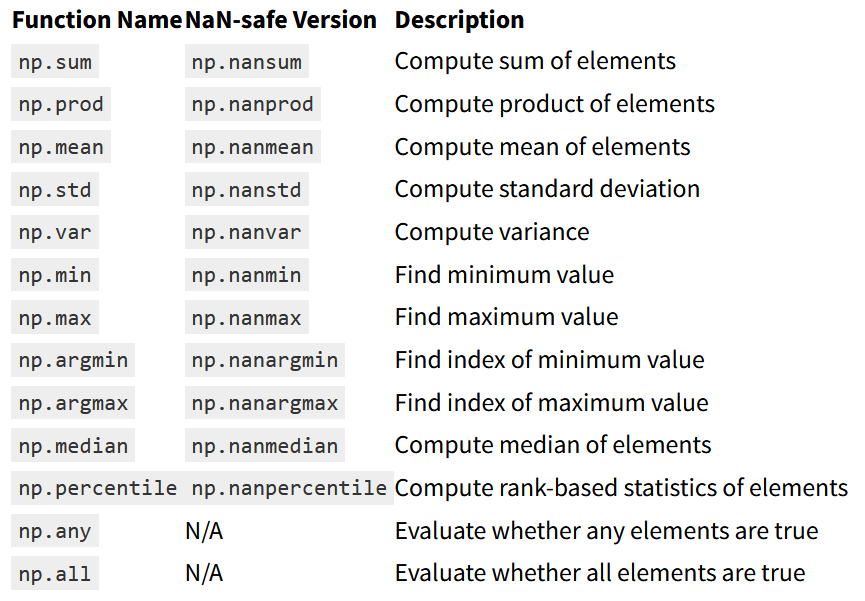 Function Name NaN-safe Version Description
np.sum np.nansum Compute sum of elements
np.prod np.nanprod Compute product of elements
np.mean np.nanmean Compute mean of elements
np.std np.nanstd Compute standard deviation
np.var np.nanvar Compute variance
np.min np.nanmin Find minimum value
np.max np.nanmax Find maximum value
np.argmin np.nanargmin Find index of minimum value
np.argmax np.nanargmax Find index of maximum value
np.median np.nanmedian Compute median of elements
np.percentile np.nanpercentile Compute rank-based statistics of elements
np.any N/A Evaluate whether any elements are true
np.all N/A Evaluate whether all elements are true